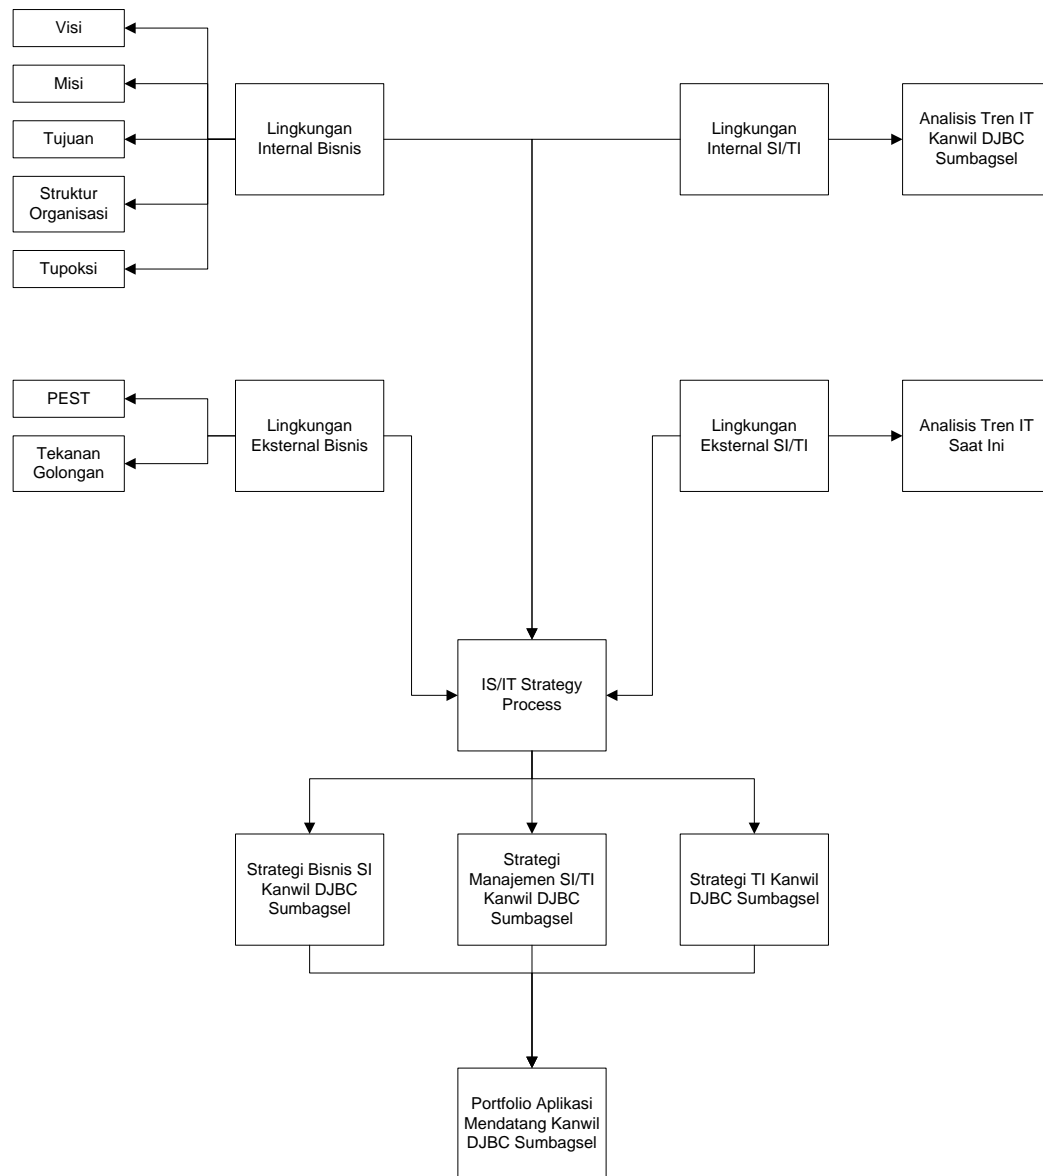 Visi
Misi
Tujuan
Struktur
Organisasi
Tupoksi
Lingkungan
Internal Bisnis
Lingkungan
Internal SI/TI
Analisis Tren IT
Kanwil DJBC
Sumbagsel
PEST
Tekanan
Golongan
Lingkungan
Eksternal Bisnis
Lingkungan
Eksternal SI/TI
Analisis Tren IT
Saat Ini
IS/IT Strategy
Process
Strategi Bisnis SI
Kanwil DJBC
Sumbagsel
Strategi
Manajemen SI/TI
Kanwil DJBC
Sumbagsel
Strategi TI Kanwil
DJBC Sumbagsel
Portfolio Aplikasi
Mendatang Kanwil
DJBC Sumbagsel